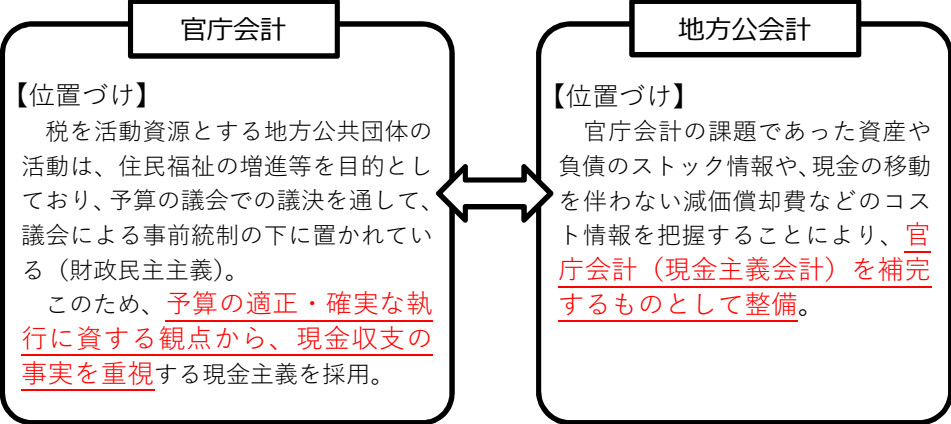 官庁会計
【位置づけ】
税を活動資源とする地方公共団体の
活動は、住民福祉の増進等を目的とし
ており、予算の議会での議決を通して、
議会による事前統制の下に置かれてい
る（財政民主主義）。
このため、予算の適正・確実な執
行に資する観点から、現金収支の
事実を重視する現金主義を採用。
地方公会計
【位置づけ】
官庁会計の課題であった資産や
負債のストック情報や、現金の移動
を伴わない減価償却費などのコス
ト情報を把握することにより、官
庁会計（現金主義会計）を補完
するものとして整備。